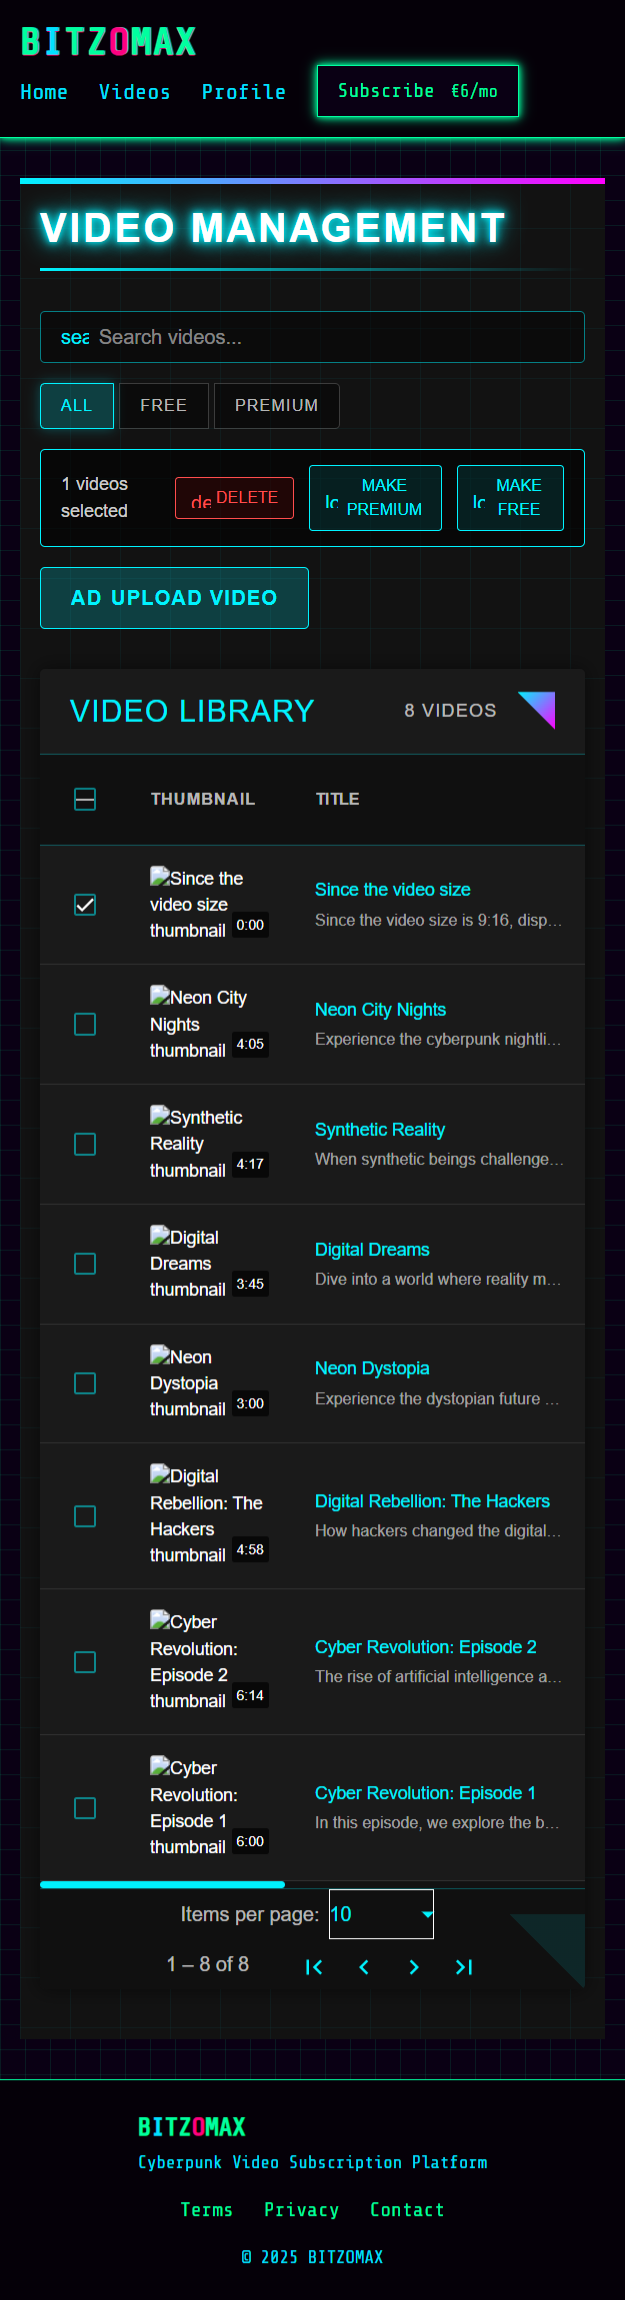 BITZOMAX
Home Videos Profile Subscribe €6/mo
VIDEO MANAGEMENT
sea Search videos...
ALL FREE PREMIUM
1 videos
selected
de DELETE
lc MAKE
PREMIUM
lc MAKE
FREE
AD UPLOAD VIDEO
VIDEO LIBRARY 8 VIDEOS
THUMBNAIL TITLE
Since the
video size
thumbnail 0:00
Since the video size
Since the video size is 9:16, disp...
Neon City
Nights
thumbnail 4:05
Neon City Nights
Experience the cyberpunk nightli...
Synthetic
Reality
thumbnail 4:17
Synthetic Reality
When synthetic beings challenge...
Digital
Dreams
thumbnail 3:45
Digital Dreams
Dive into a world where reality m...
Neon
Dystopia
thumbnail 3:00
Neon Dystopia
Experience the dystopian future ...
Digital
Rebellion: The
Hackers
thumbnail 4:58
Digital Rebellion: The Hackers
How hackers changed the digital...
Cyber
Revolution:
Episode 2
thumbnail 6:14
Cyber Revolution: Episode 2
The rise of artificial intelligence a...
Cyber
Revolution:
Episode 1
thumbnail 6:00
Cyber Revolution: Episode 1
In this episode, we explore the b...
Items per page: 10
1 – 8 of 8
BITZOMAX
Cyberpunk Video Subscription Platform
Terms Privacy Contact
© 2025 BITZOMAX